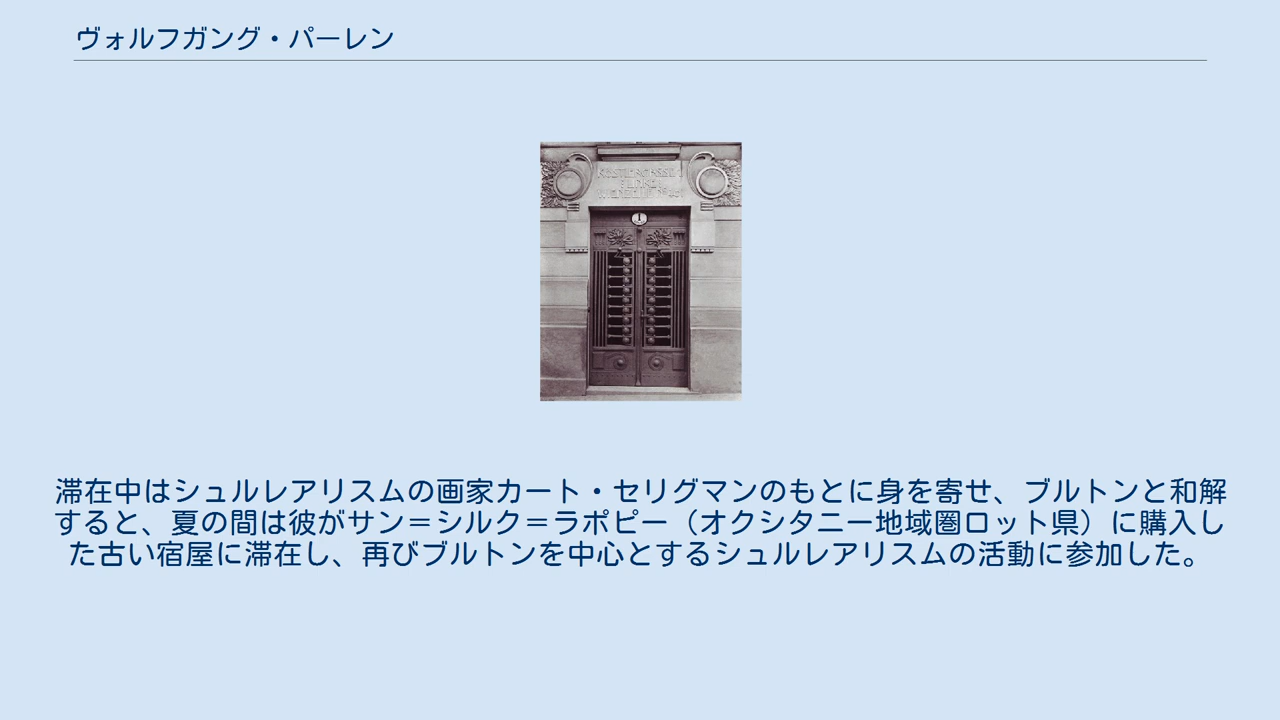 ヴォルフガング・パーレン
1
滞在中はシュルレアリスムの画家カート・セリグマンのもとに身を寄せ、ブルトンと和解
すると、夏の間は彼がサン＝シルク＝ラポピー（オクシタニー地域圏ロット県）に購入し
た古い宿屋に滞在し、再びブルトンを中心とするシュルレアリスムの活動に参加した。